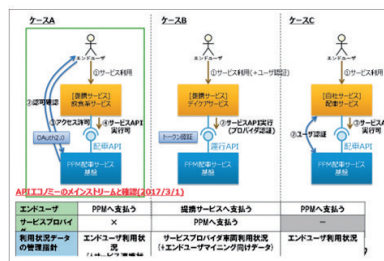 ケースA
ケースB
ケースC
エンドユーザ
エンドユーザ
エンドユーザ
①サービス利用
①サービス利用(+ユーザ認証)
①サービス利用
②認可確認
[提携サービス]
飲食系サービス
[提携サービス]
デイケアサービス
[自社サービス]
配車サービス
③アクセス許可
④サービスAPI
実行可
②サービスAPI実行
(プロバイダ認証)
②ユーザ認証
③サービスAPI
実行可
OAuth2.0
配車API
トークン認証
運行API
配車API
PPM配車サービス
基盤
PPM配車サービス
基盤
PPM配車サービス
基盤
APIエコノミーのメインストリームと確認(2017/3/1)
エンドユーザ
PPMへ支払う
提携サービスへ支払う
PPMへ支払う
サービスプロバイダ
×
PPMへ支払う
－
利用状況データ
の管理指針
エンドユーザ利用状
況
サービスプロバイダ車両利用状況
(+エンドユーザマイニング向けデータ)
エンドユーザ利用状況